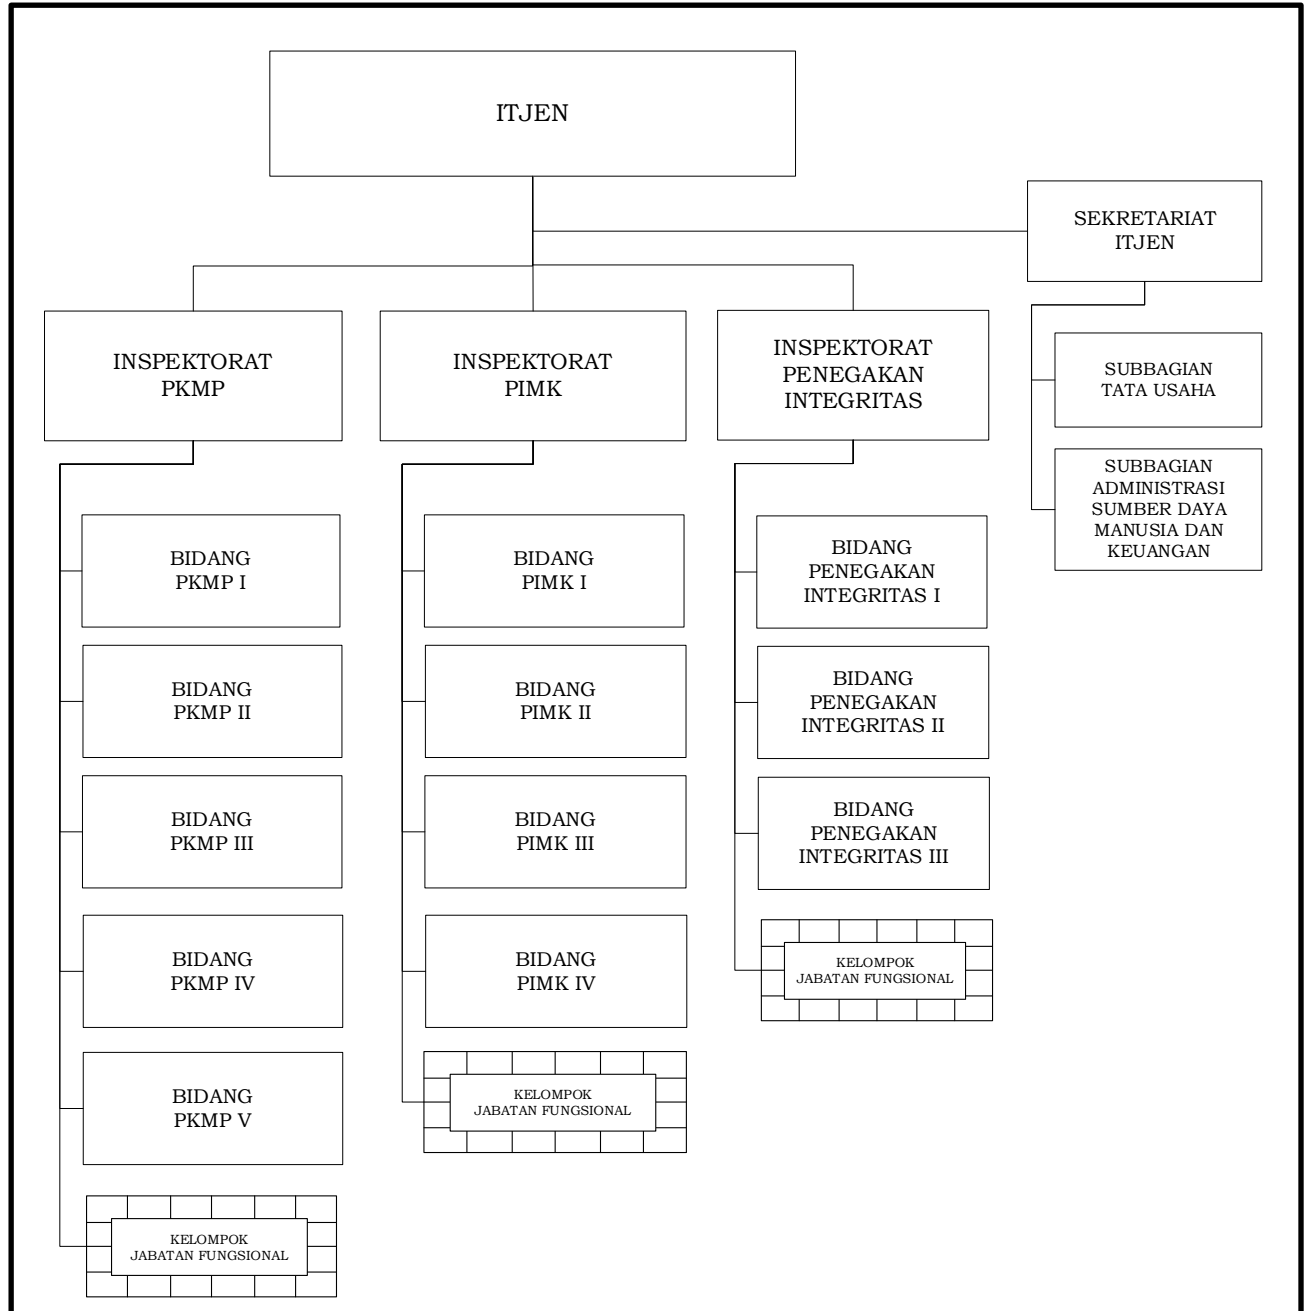 ITJEN
SEKRETARIAT
ITJEN
INSPEKTORAT
PKMP
INSPEKTORAT
PIMK
INSPEKTORAT
PENEGAKAN
INTEGRITAS
SUBBAGIAN
TATA USAHA
SUBBAGIAN
ADMINISTRASI
SUMBER DAYA
MANUSIA DAN
KEUANGAN
BIDANG
PKMP I
BIDANG
PKMP II
BIDANG
PKMP III
BIDANG
PKMP IV
BIDANG
PKMP V
KELOMPOK
JABATAN FUNGSIONAL
BIDANG
PIMK I
BIDANG
PIMK II
BIDANG
PIMK III
BIDANG
PIMK IV
KELOMPOK
JABATAN FUNGSIONAL
BIDANG
PENEGAKAN
INTEGRITAS I
BIDANG
PENEGAKAN
INTEGRITAS II
BIDANG
PENEGAKAN
INTEGRITAS III
KELOMPOK
JABATAN FUNGSIONAL